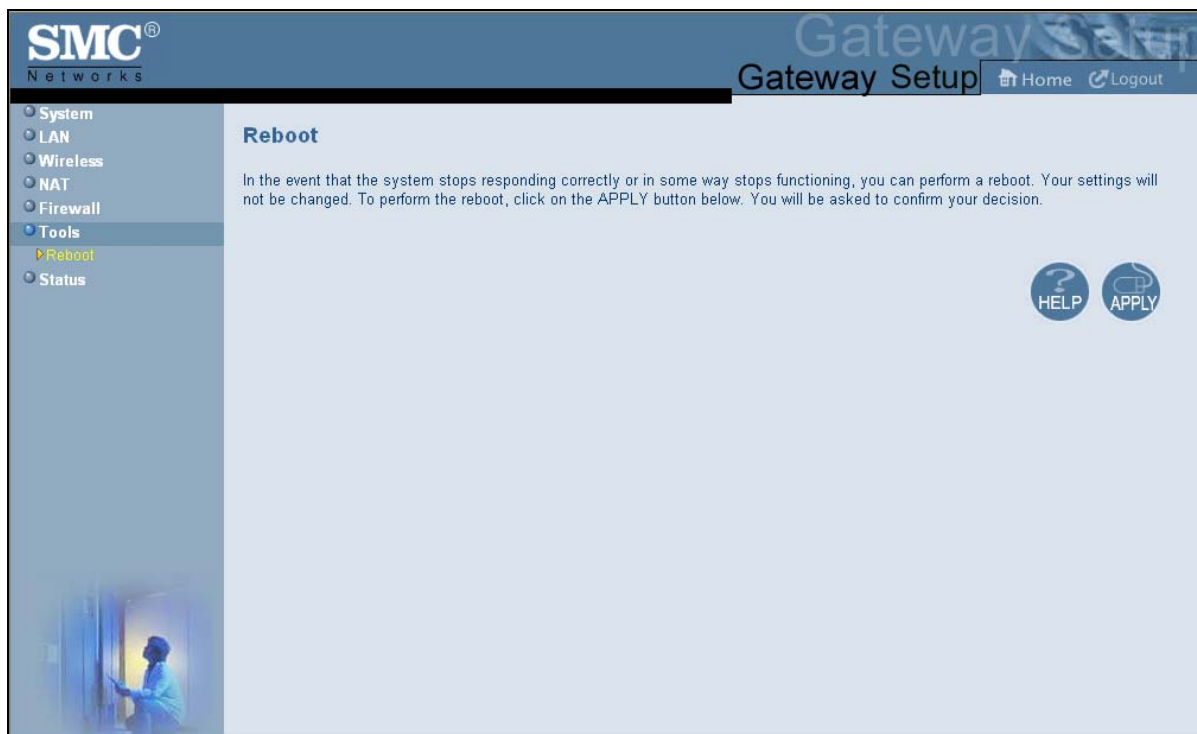 SMC®
Networks
Gateway Setup
Gateway Setup
Home
Logout
System
LAN
Wireless
NAT
Firewall
Tools
Reboot
Status
Reboot
In the event that the system stops responding correctly or in some way stops functioning, you can perform a reboot. Your settings will
not be changed. To perform the reboot, click on the APPLY button below. You will be asked to confirm your decision.
HELP
APPLY